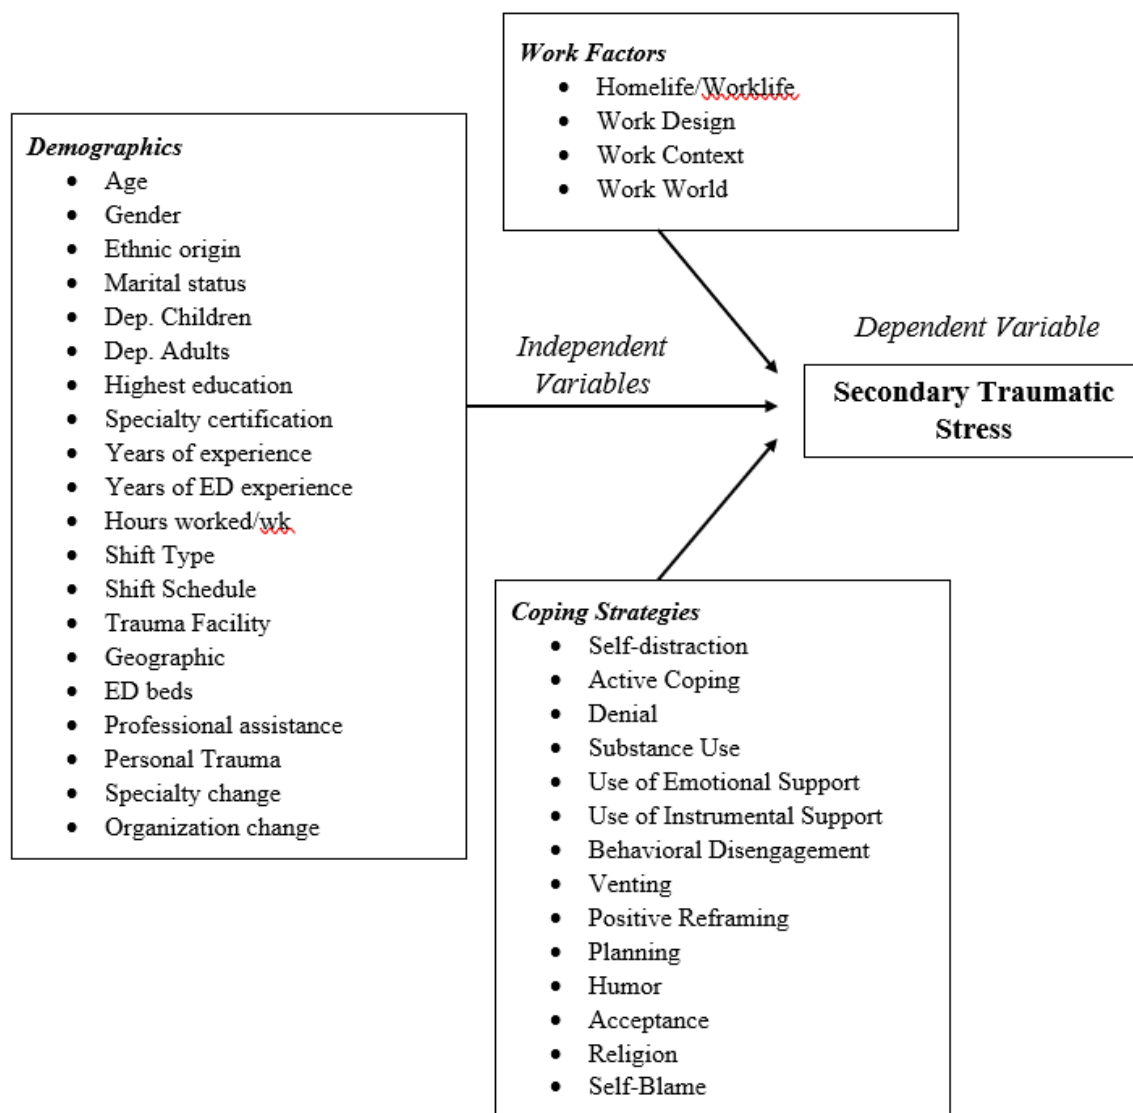 Work Factors
Homelife/Worklife
Work Design
Work Context
Work World
Demographics
Age
Gender
Ethnic origin
Marital status
Dep. Children
Dep. Adults
Highest education
Specialty certification
Years of experience
Years of ED experience
Hours worked/wk
Shift Type
Shift Schedule
Trauma Facility
Geographic
ED beds
Professional assistance
Personal Trauma
Specialty change
Organization change
Independent
Variables
Dependent Variable
Secondary Traumatic
Stress
Coping Strategies
Self-distraction
Active Coping
Denial
Substance Use
Use of Emotional Support
Use of Instrumental Support
Behavioral Disengagement
Venting
Positive Reframing
Planning
Humor
Acceptance
Religion
Self-Blame